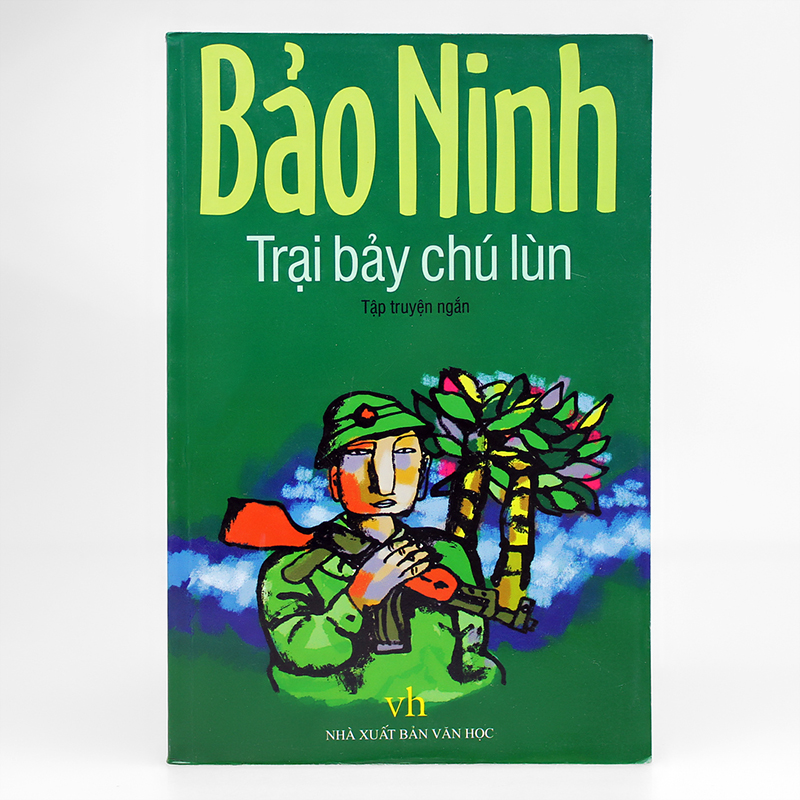 Bảo Ninh
Trại bảy chú lùn
Tập truyện ngắn
vh
NHÀ XUẤT BẢN VĂN HỌC